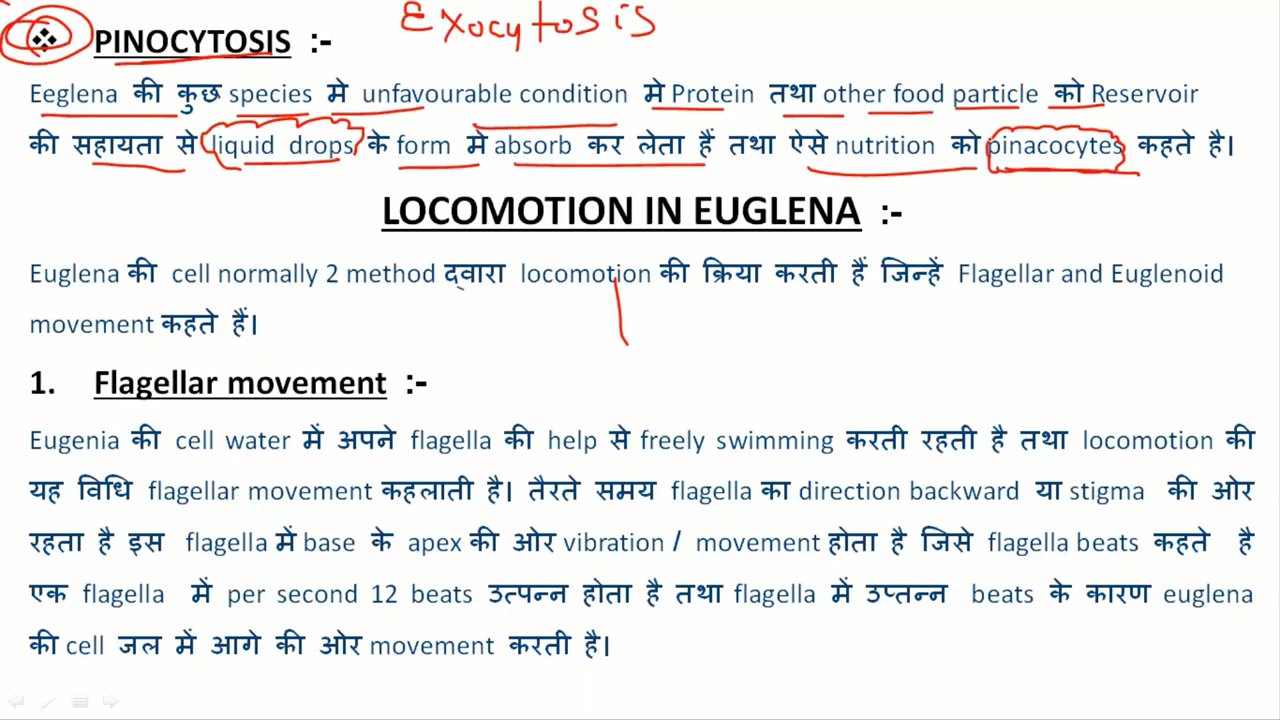 Exocytosis
❖ PINOCYTOSIS :-
Eeglena की कुछ species मे unfavourable condition मे Protein तथा other food particle को Reservoir
की सहायता से liquid drops के form में absorb कर लेता हैं तथा ऐसे nutrition को pinacocytes कहते है।
LOCOMOTION IN EUGLENA :-
Euglena की cell normally 2 method द्वारा locomotion की क्रिया करती हैं जिन्हें Flagellar and Euglenoid
movement कहते हैं।
1. Flagellar movement :-
Eugenia की cell water में अपने flagella की help से freely swimming करती रहती है तथा locomotion की
यह विधि flagellar movement कहलाती है। तैरते समय flagella का direction backward या stigma की ओर
रहता है इस flagella में base के apex की ओर vibration / movement होता है जिसे flagella beats कहते है
एक flagella में per second 12 beats उत्पन्न होता है तथा flagella में उप्तन्न beats के कारण euglena
की cell जल में आगे की ओर movement करती है।